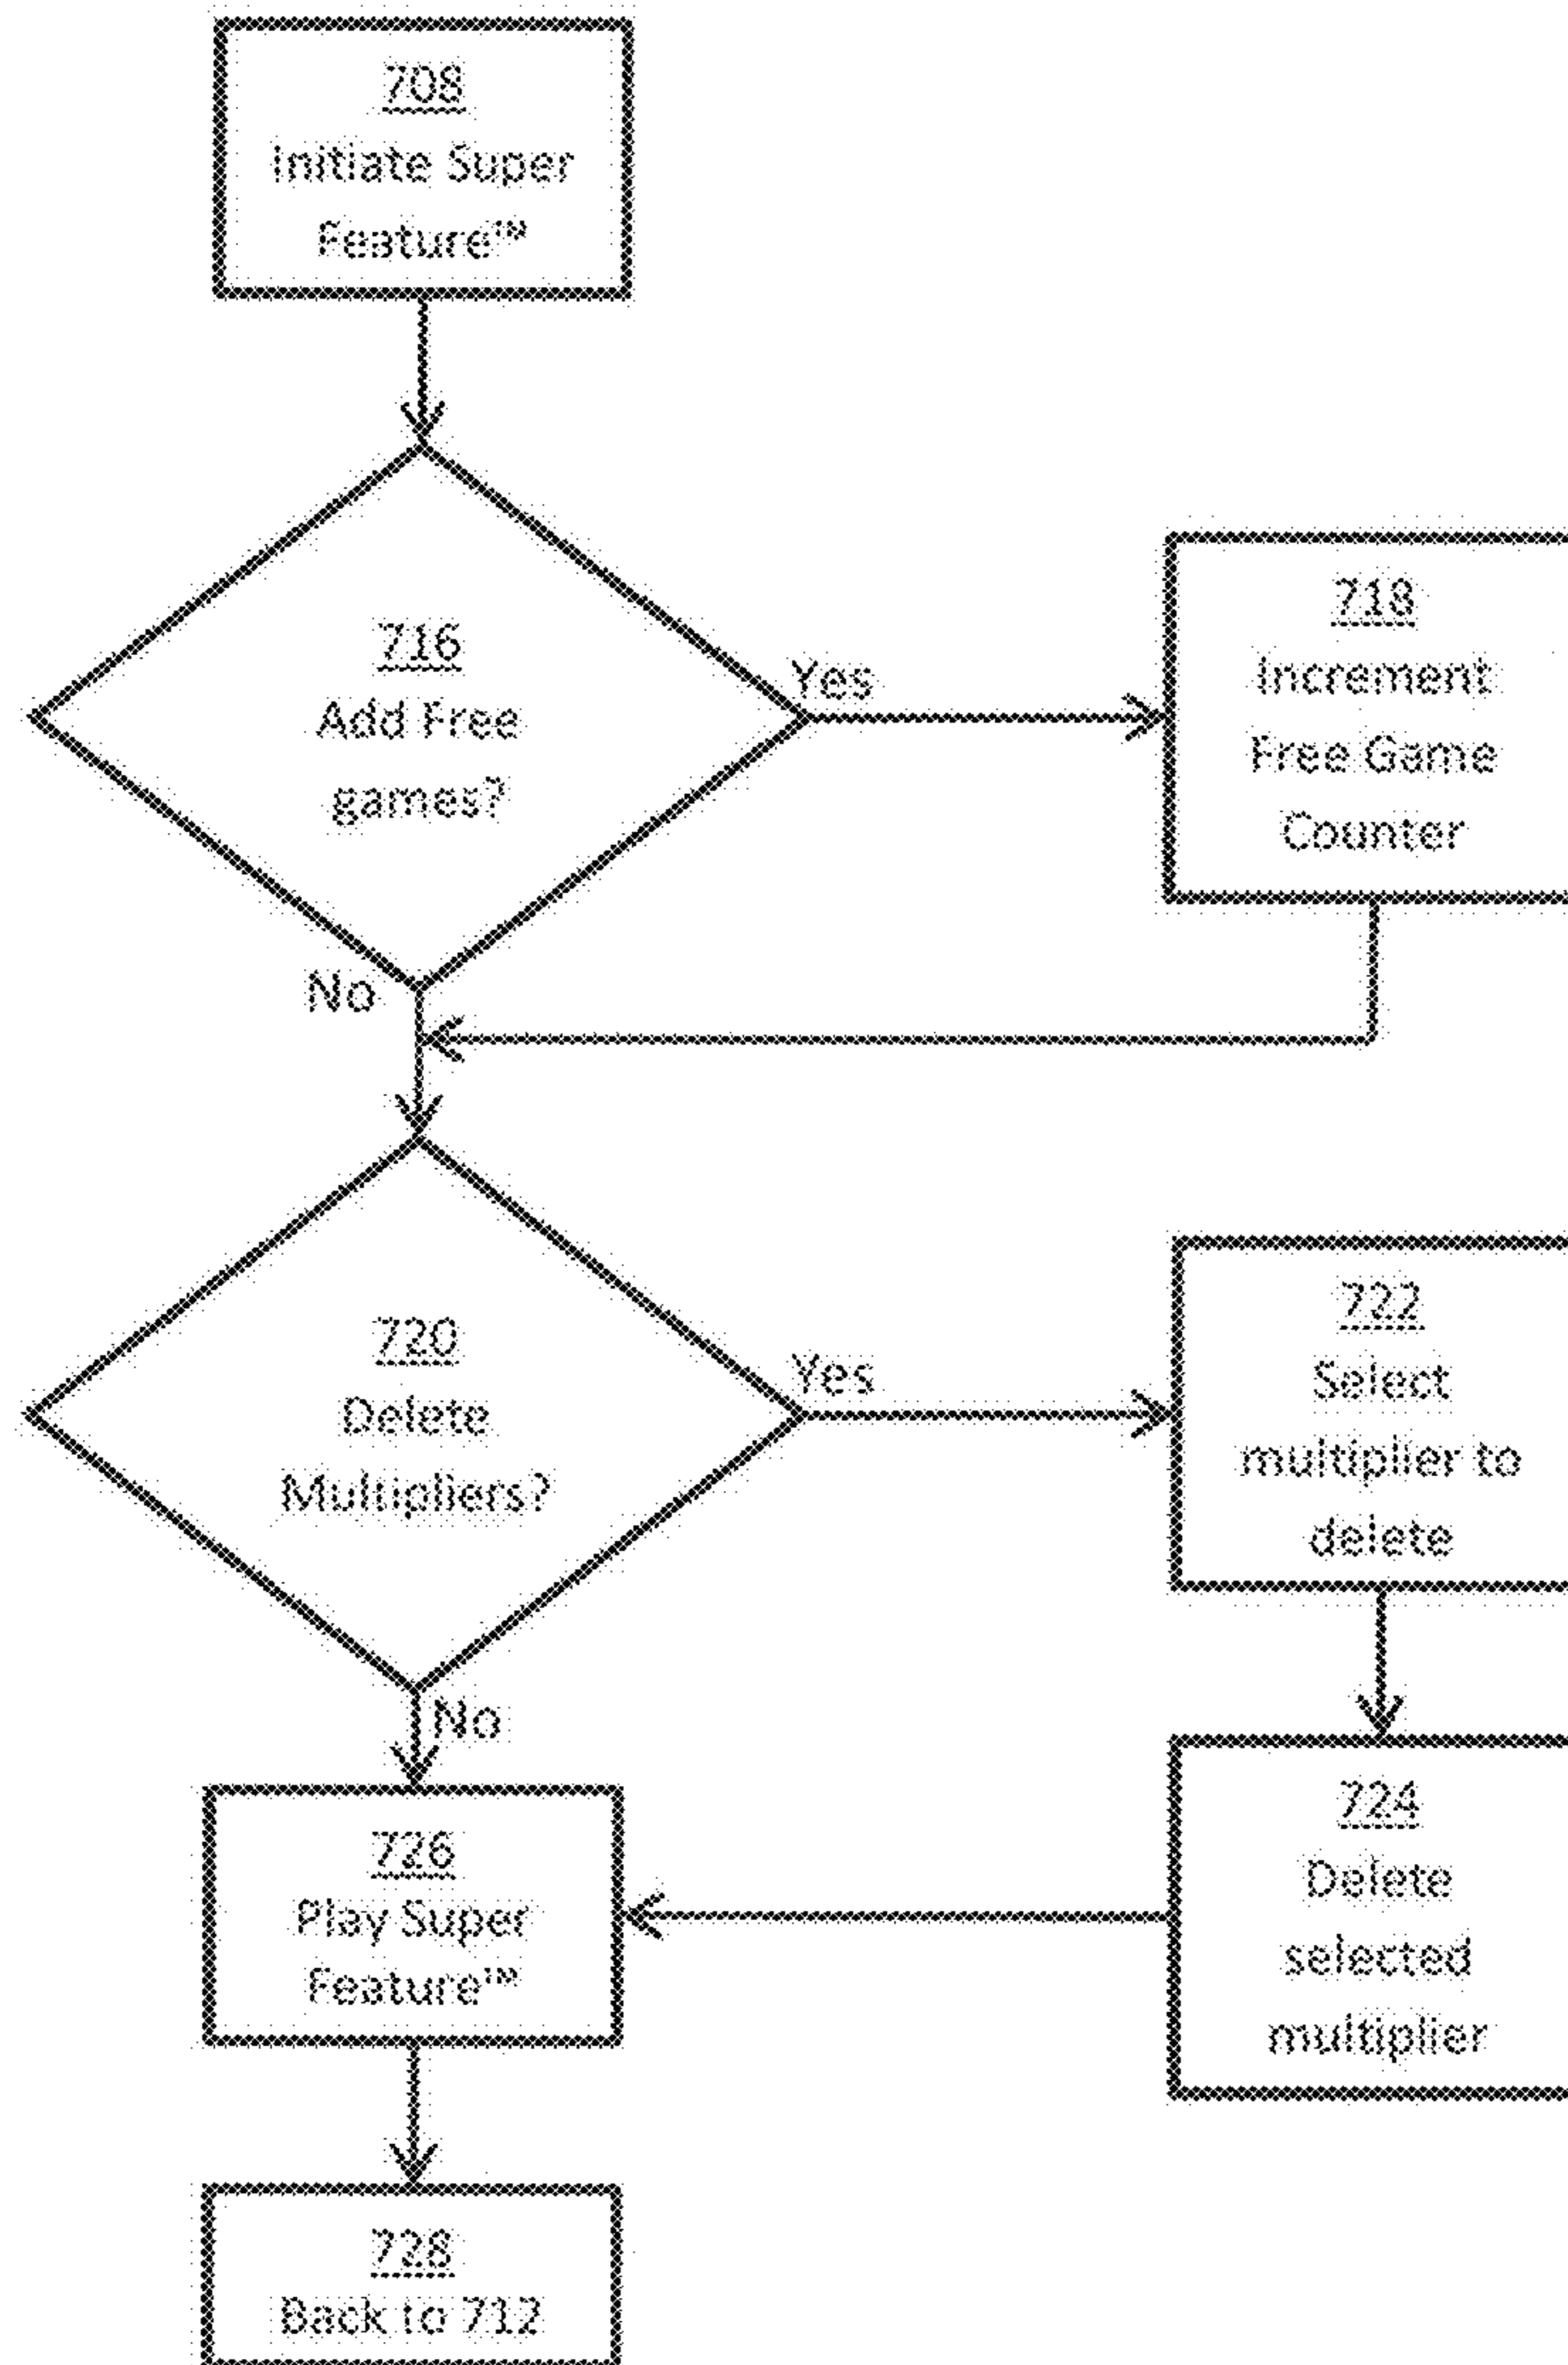 708
Initiate Super
Feature™
716
Add Free
games?
Yes
718
Increment
Free Game
Counter
No
720
Delete
Multipliers?
Yes
722
Select
multiplier to
delete
No
724
Delete
selected
multiplier
726
Play Super
Feature™
728
Back to 712